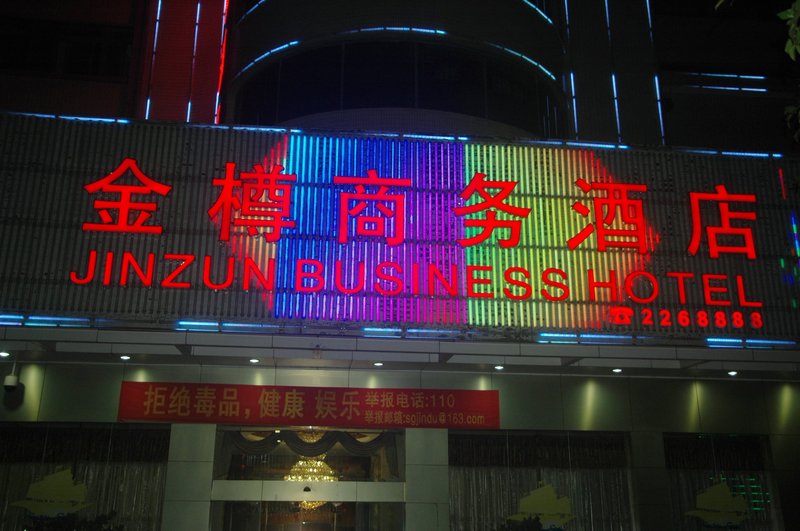 金樽商务酒店
JINZUN BUSINESS HOTEL
☎2268888
拒绝毒品,健康 娱乐 举报电话:110
举报邮箱:sgjindu@163.com